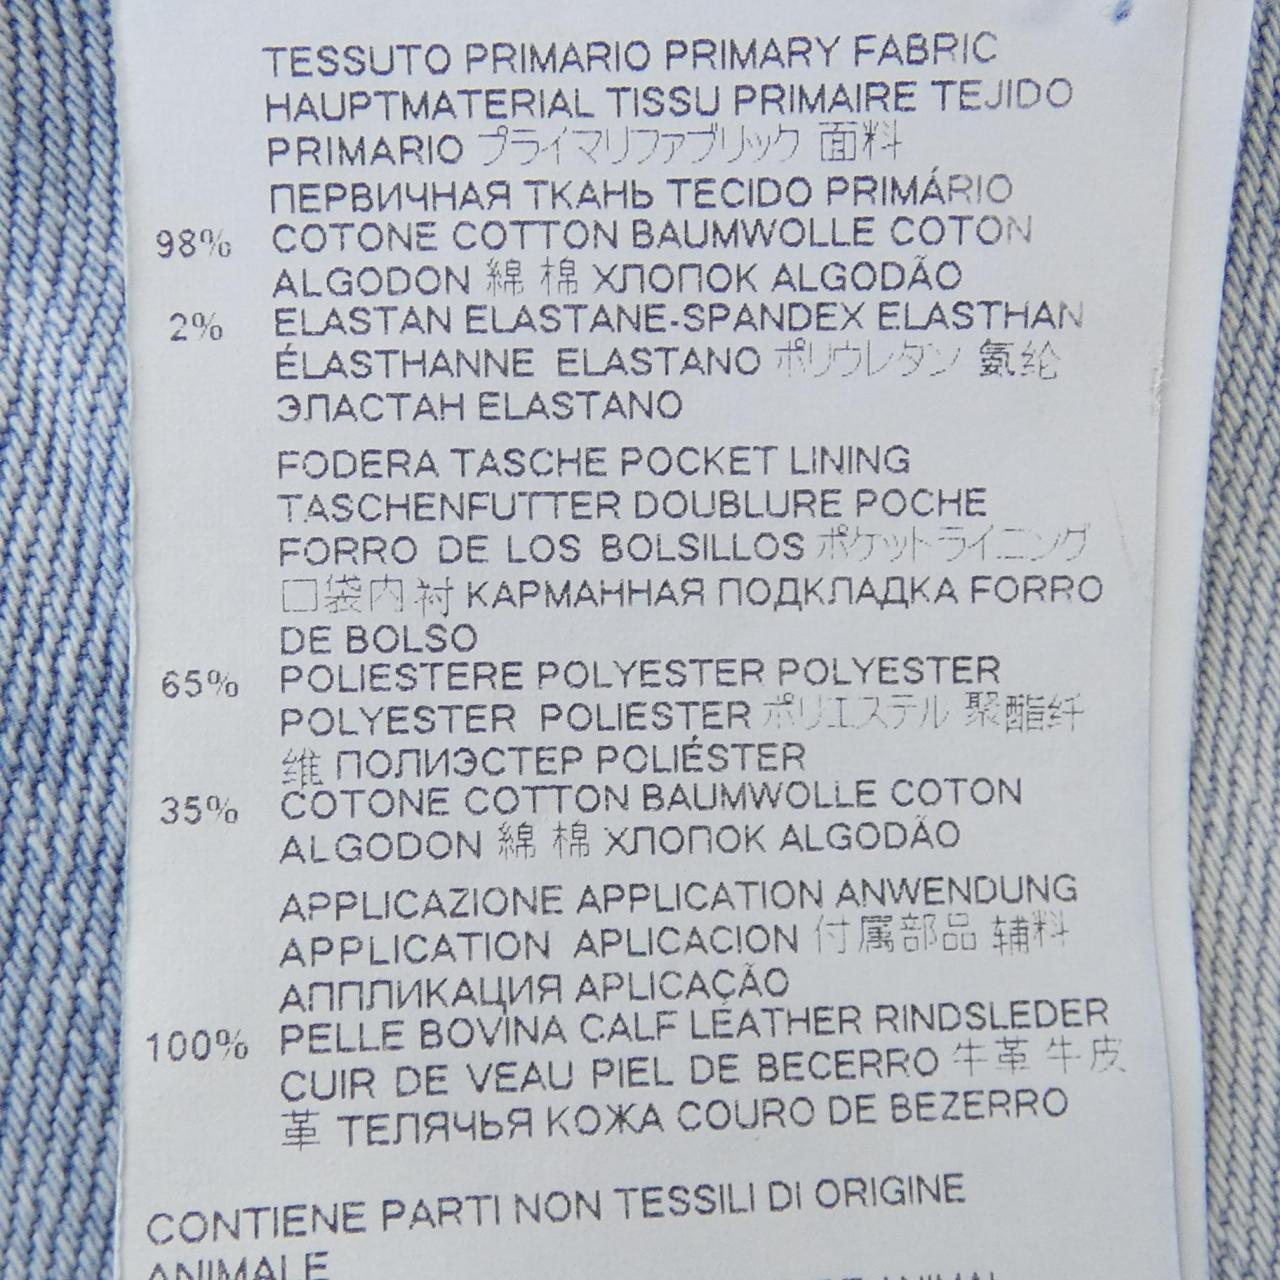 TESSUTO PRIMARIO PRIMARY FABRIC
HAUPTMATERIAL TISSU PRIMAIRE TEJIDO
PRIMARIO プライマリファブリック 面料
ПЕРВИЧНАЯ ТКАНЬ TECIDO PRIMÁRIO
98% COTONE COTTON BAUMWOLLE COTON
ALGODON 綿 棉 ХЛОПОК ALGODÃO
2% ELASTAN ELASTANE-SPANDEX ELASTHAN
ÉLASTHANNE ELASTANO ポリウレタン 氨纶
ЭЛАСТАН ELASTANO
FODERA TASCHE POCKET LINING
TASCHENFUTTER DOUBLURE POCHE
FORRO DE LOS BOLSILLOS ポケットライニング
口袋内衬 КАРМАННАЯ ПОДКЛАДКА FORRO
DE BOLSO
65% POLIESTERE POLYESTER POLYESTER
POLYESTER POLIESTER ポリエステル 聚酯纤
维 ПОЛИЭСТЕР POLIÉSTER
35% COTONE COTTON BAUMWOLLE COTON
ALGODON 綿 棉 ХЛОПОК ALGODÃO
APPLICAZIONE APPLICATION ANWENDUNG
APPLICATION APLICACION 付属部品 辅料
АППЛИКАЦИЯ APLICAÇÃO
100% PELLE BOVINA CALF LEATHER RINDSLEDER
CUIR DE VEAU PIEL DE BECERRO 牛革 牛皮
革 ТЕЛЯЧЬЯ КОЖА COURO DE BEZERRO
CONTIENE PARTI NON TESSILI DI ORIGINE
ANIMALE